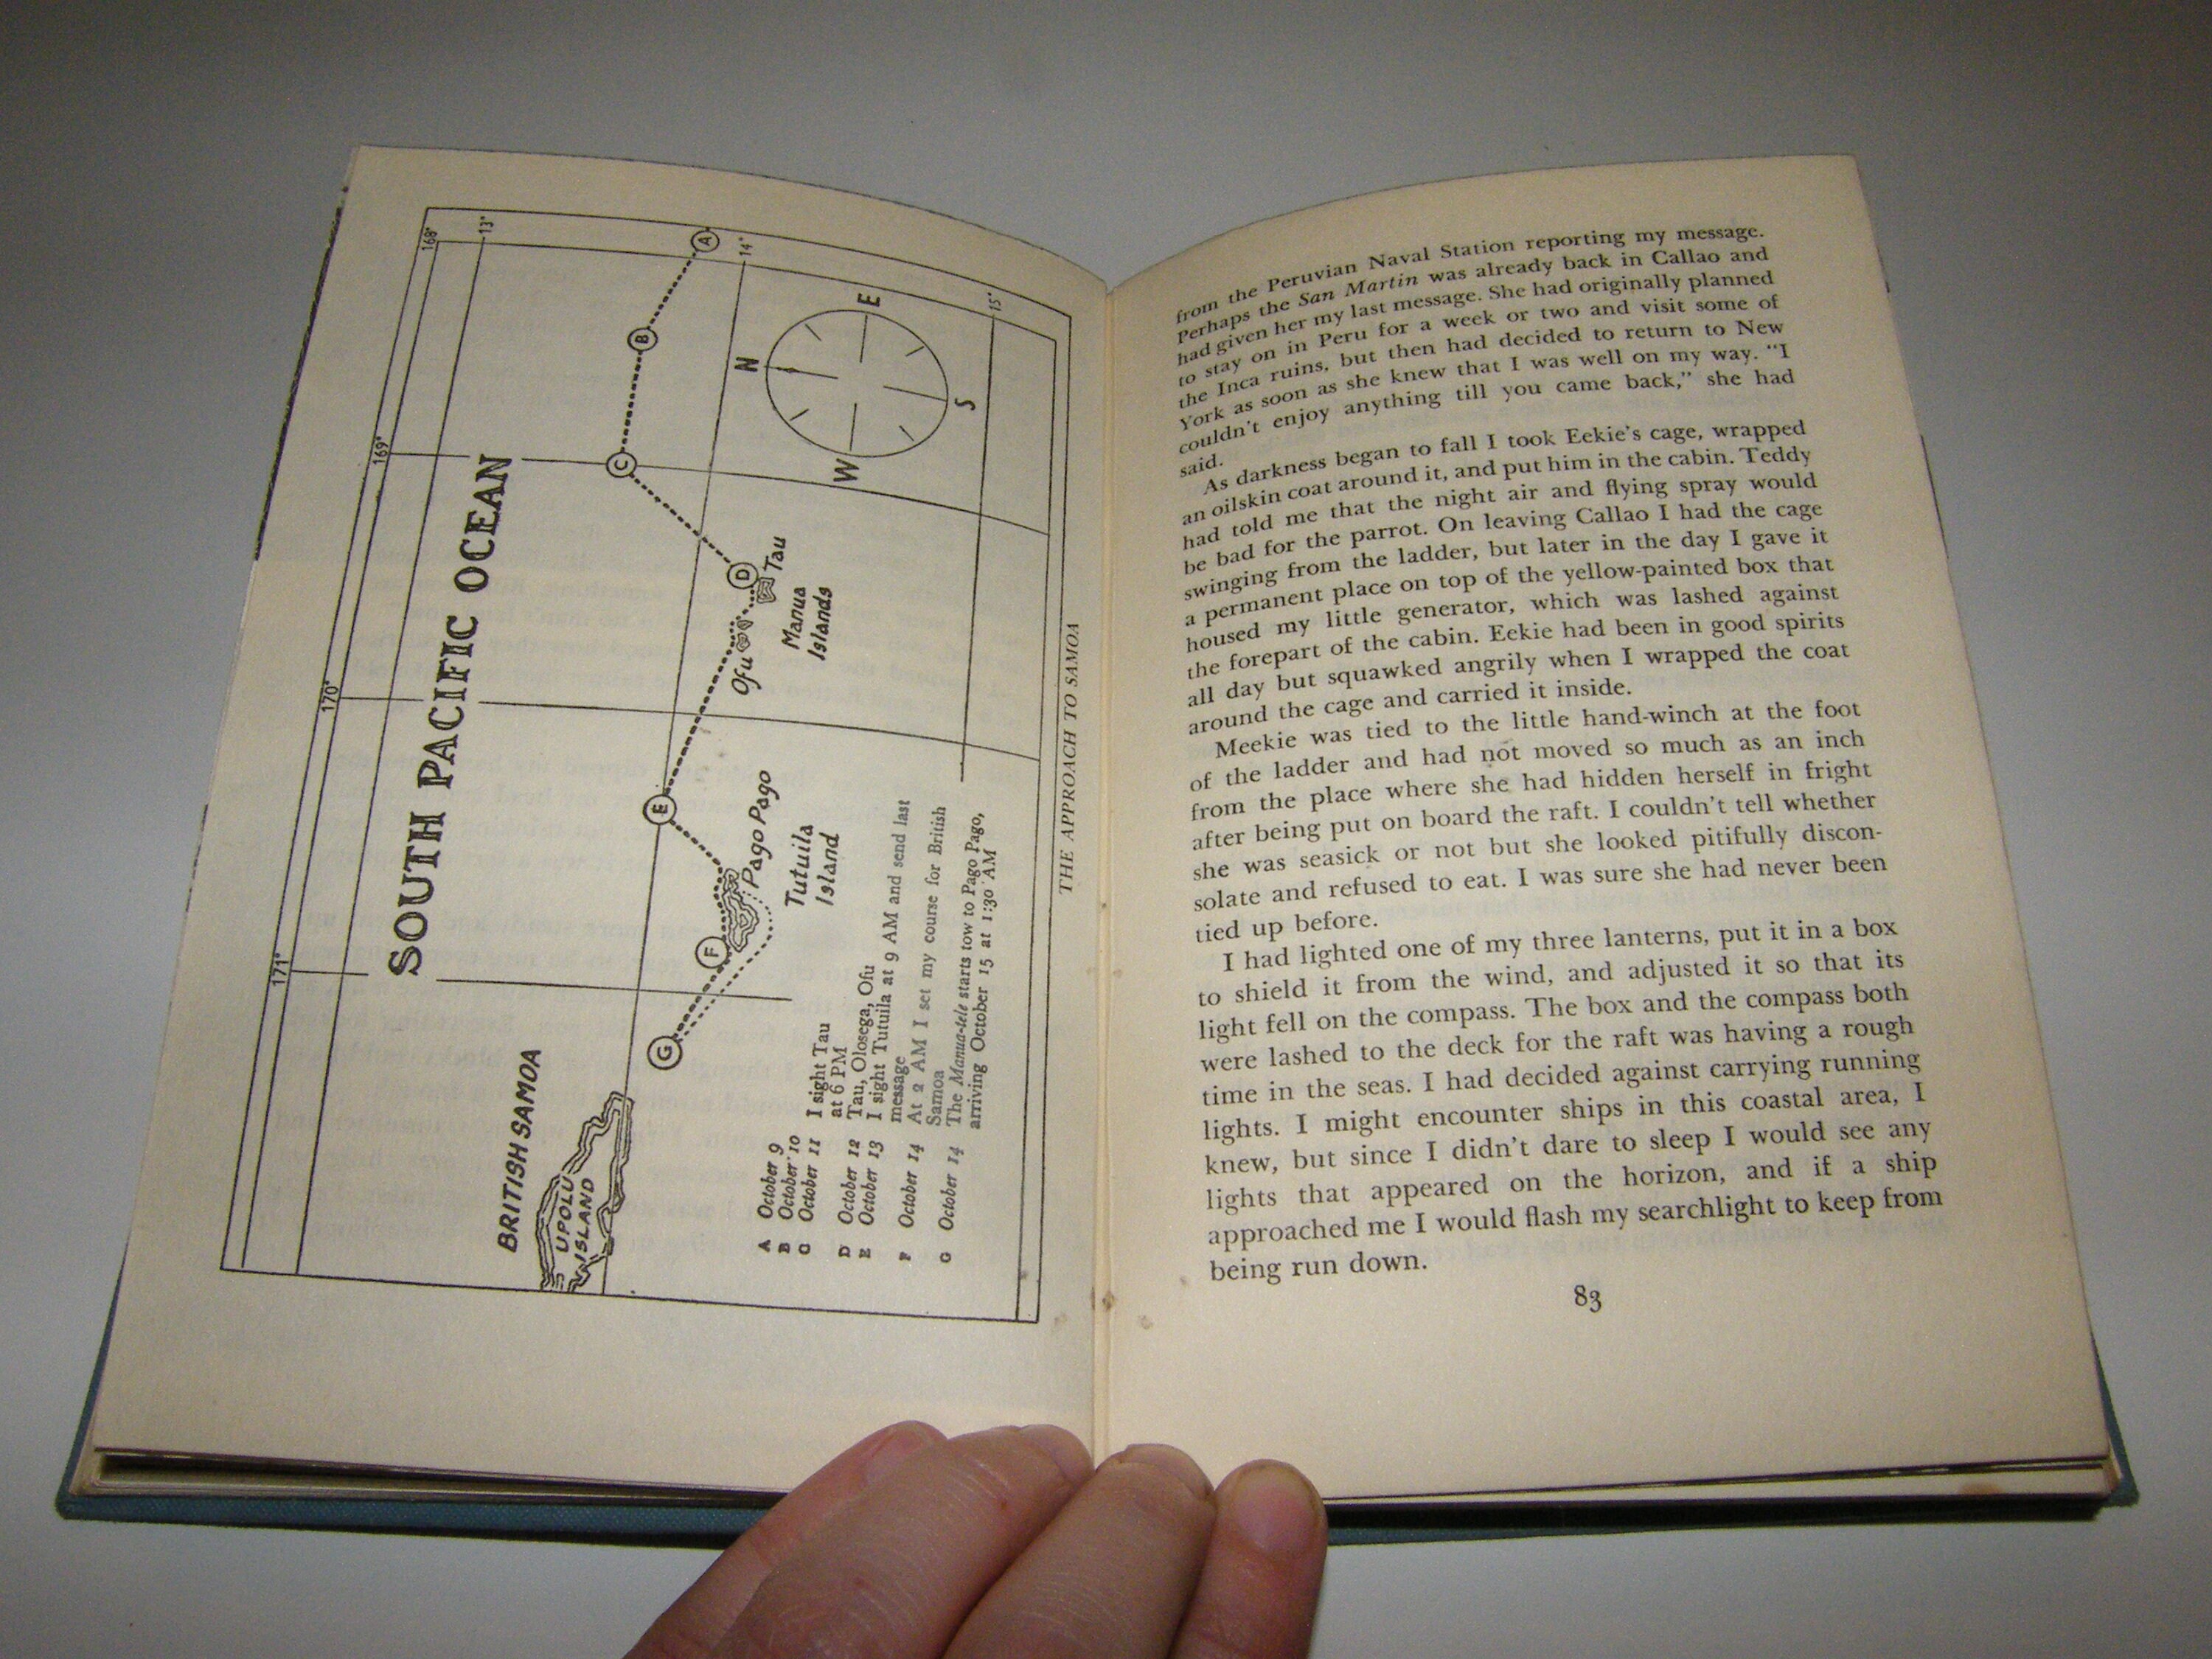 168°
169°
170°
171°
13°
14°
15°
SOUTH PACIFIC OCEAN
A
B
C
D
E
F
G
N
E
S
W
Tau
Manua
Islands
Ofu
Pago Pago
Tutuila
Island
BRITISH SAMOA
UPOLU
ISLAND
A October 9
B October 10
C October 11 I sight Tau
at 6 PM
D October 12 Tau, Olosega, Ofu
E October 13 I sight Tutuila at 9 AM and send last
message
F October 14 At 2 AM I set my course for British
Samoa
G October 14 The Manua-tele starts tow to Pago Pago,
arriving October 15 at 1:30 AM
THE APPROACH TO SAMOA
from the Peruvian Naval Station reporting my message.
Perhaps the San Martin was already back in Callao and
had given her my last message. She had originally planned
to stay on in Peru for a week or two and visit some of
the Inca ruins, but then had decided to return to New
York as soon as she knew that I was well on my way. “I
couldn’t enjoy anything till you came back,” she had
said.
As darkness began to fall I took Eekie’s cage, wrapped
an oilskin coat around it, and put him in the cabin. Teddy
had told me that the night air and flying spray would
be bad for the parrot. On leaving Callao I had the cage
swinging from the ladder, but later in the day I gave it
a permanent place on top of the yellow-painted box that
housed my little generator, which was lashed against
the forepart of the cabin. Eekie had been in good spirits
all day but squawked angrily when I wrapped the coat
around the cage and carried it inside.
Meekie was tied to the little hand-winch at the foot
of the ladder and had not moved so much as an inch
from the place where she had hidden herself in fright
after being put on board the raft. I couldn’t tell whether
she was seasick or not but she looked pitifully discon-
solate and refused to eat. I was sure she had never been
tied up before.
I had lighted one of my three lanterns, put it in a box
to shield it from the wind, and adjusted it so that its
light fell on the compass. The box and the compass both
were lashed to the deck for the raft was having a rough
time in the seas. I had decided against carrying running
lights. I might encounter ships in this coastal area, I
knew, but since I didn’t dare to sleep I would see any
lights that appeared on the horizon, and if a ship
approached me I would flash my searchlight to keep from
being run down.
83